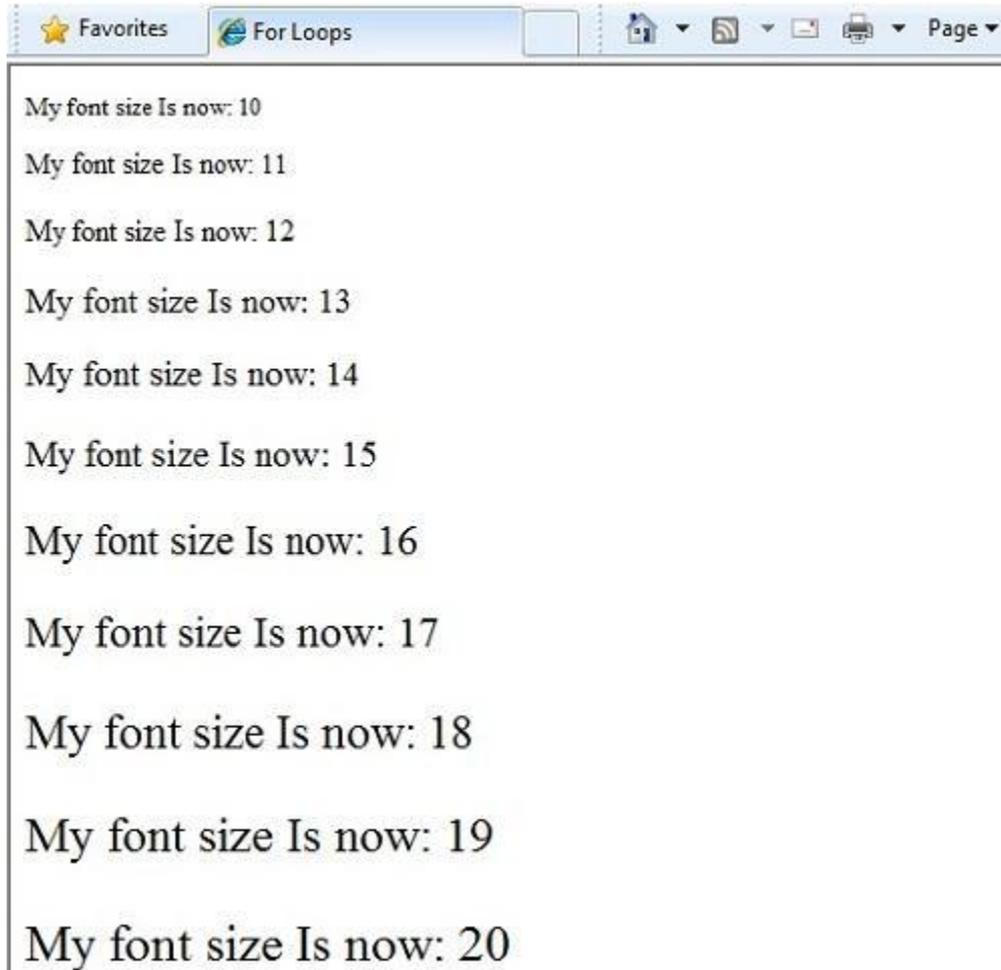 Favorites
For Loops
Page
My font size Is now: 10
My font size Is now: 11
My font size Is now: 12
My font size Is now: 13
My font size Is now: 14
My font size Is now: 15
My font size Is now: 16
My font size Is now: 17
My font size Is now: 18
My font size Is now: 19
My font size Is now: 20